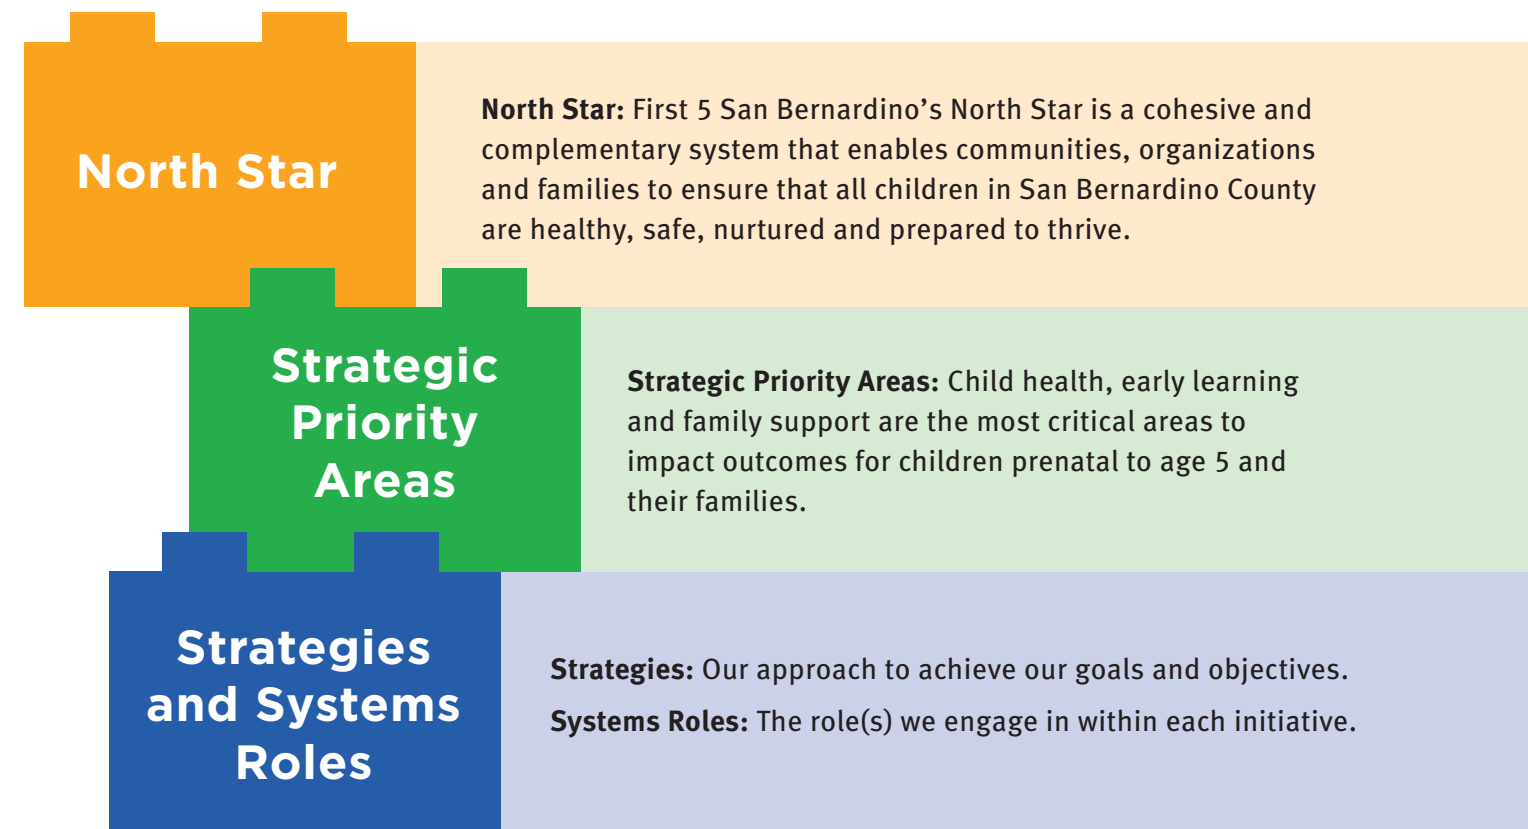 North Star
North Star: First 5 San Bernardino’s North Star is a cohesive and
complementary system that enables communities, organizations
and families to ensure that all children in San Bernardino County
are healthy, safe, nurtured and prepared to thrive.
Strategic
Priority
Areas
Strategic Priority Areas: Child health, early learning
and family support are the most critical areas to
impact outcomes for children prenatal to age 5 and
their families.
Strategies
and Systems
Roles
Strategies: Our approach to achieve our goals and objectives.
Systems Roles: The role(s) we engage in within each initiative.